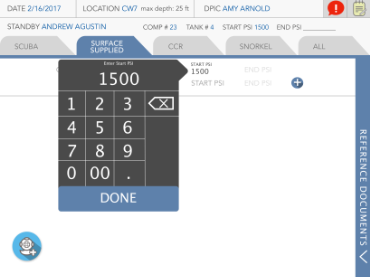 DATE 2/16/2017 LOCATION CW7 max depth: 25 ft DPIC AMY ARNOLD
STANDBY ANDREW AGUSTIN COMP # 23 TANK # 4 START PSI 1500 END PSI
SCUBA SURFACE SUPPLIED CCR SNORKEL ALL
Enter Start PSI
1500
START PSI
1500 END PSI
START PSI END PSI
1 2 3
4 5 6
7 8 9
0 00 .
DONE
REFERENCE DOCUMENTS